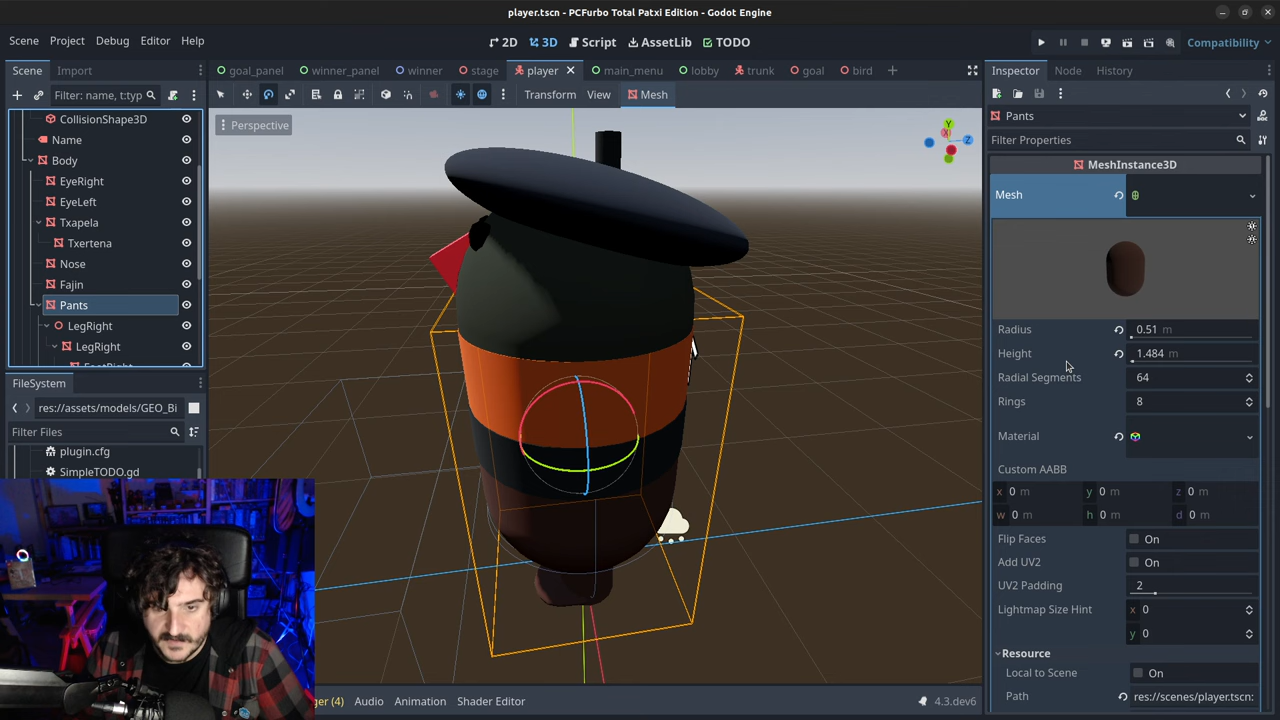 player.tscn - PCFurbo Total Patxi Edition - Godot Engine
Scene Project Debug Editor Help
2D 3D Script AssetLib TODO
Compatibility
Scene Import
goal_panel winner_panel winner stage player main_menu lobby trunk goal bird
Inspector Node History
Filter: name, t:typ
Transform View Mesh
Perspective
Y
X
Z
CollisionShape3D
Name
Body
EyeRight
EyeLeft
Txapela
Txertena
Nose
Fajin
Pants
LegRight
LegRight
FileSystem
res://assets/models/GEO_Bi
Filter Files
plugin.cfg
SimpleTODO.gd
Pants
Filter Properties
MeshInstance3D
Mesh
Radius 0.51 m
Height 1.484 m
Radial Segments 64
Rings 8
Material
Custom AABB
x 0 m y 0 m z 0 m
w 0 m h 0 m d 0 m
Flip Faces On
Add UV2 On
UV2 Padding 2
Lightmap Size Hint x 0
y 0
Resource
Local to Scene On
Path res://scenes/player.tscn:
ger (4) Audio Animation Shader Editor
4.3.dev6